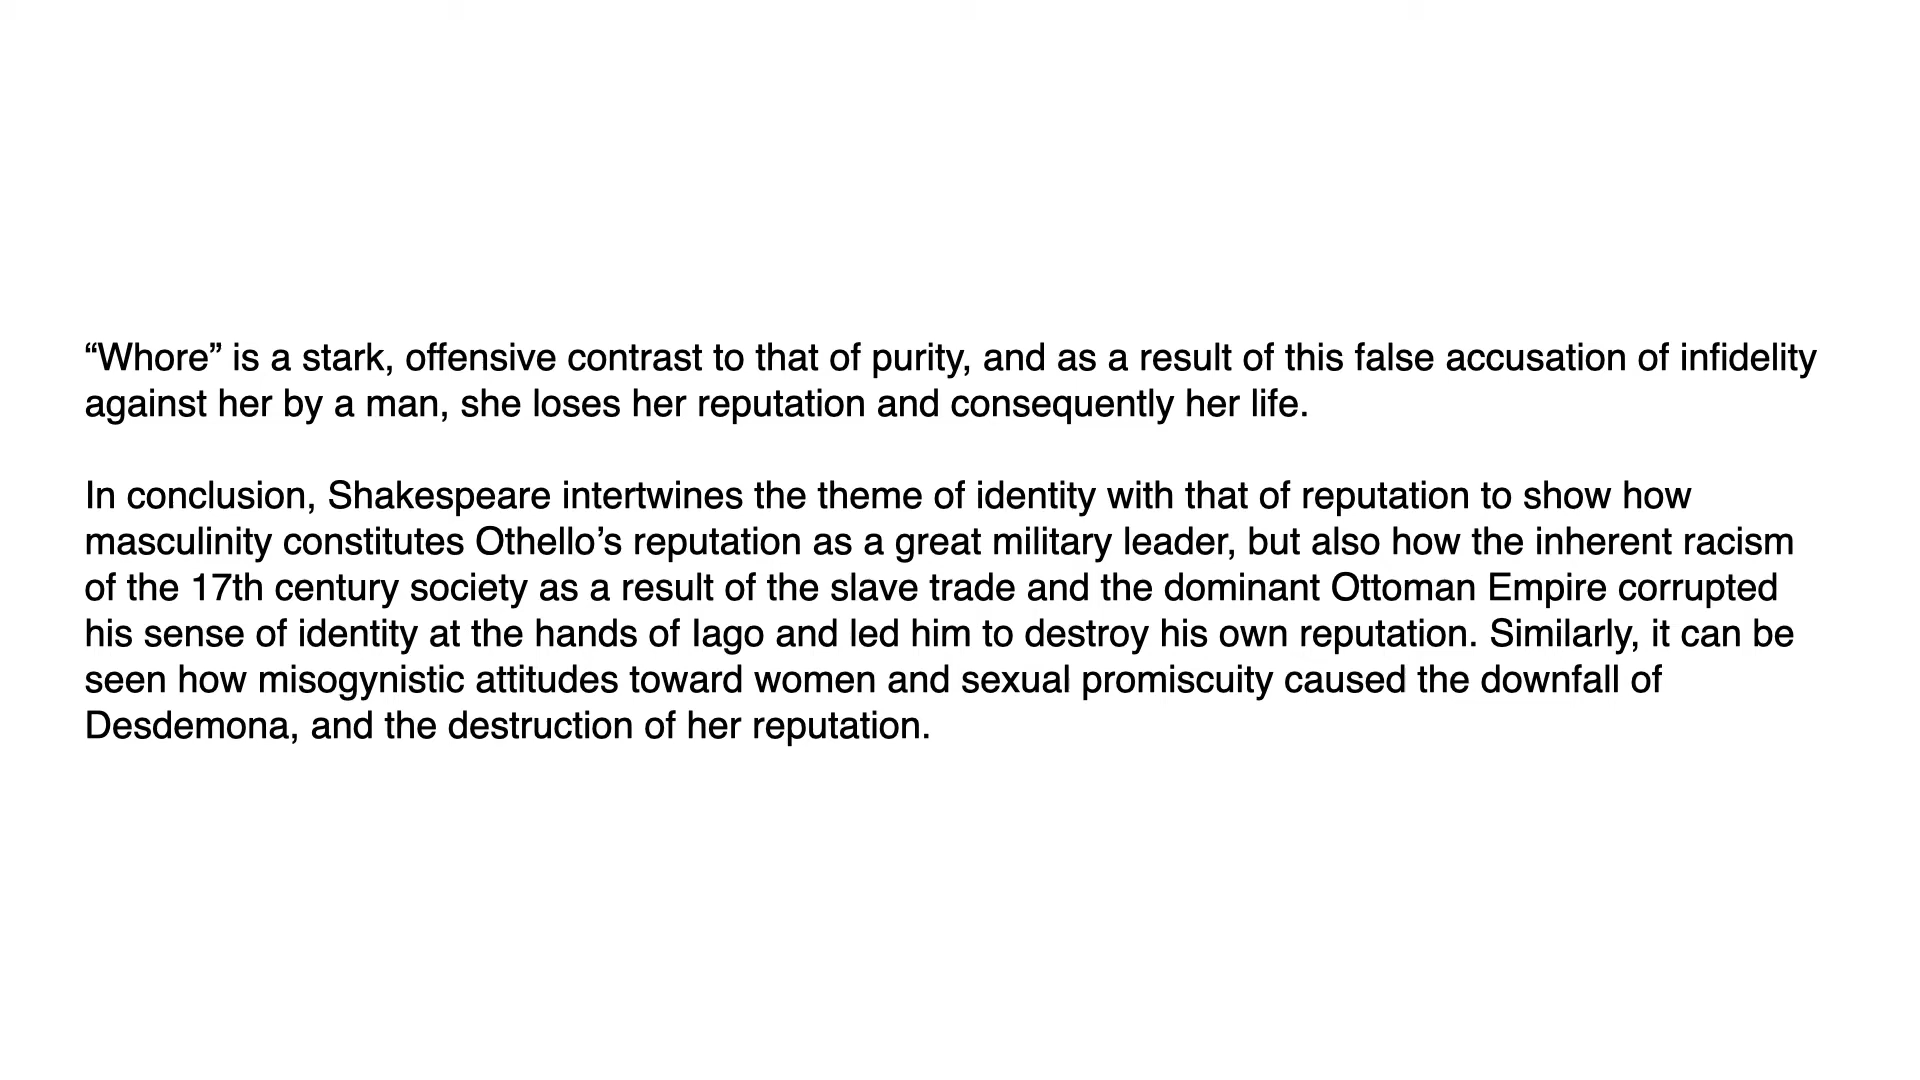 “Whore” is a stark, offensive contrast to that of purity, and as a result of this false accusation of infidelity
against her by a man, she loses her reputation and consequently her life.
In conclusion, Shakespeare intertwines the theme of identity with that of reputation to show how
masculinity constitutes Othello’s reputation as a great military leader, but also how the inherent racism
of the 17th century society as a result of the slave trade and the dominant Ottoman Empire corrupted
his sense of identity at the hands of Iago and led him to destroy his own reputation. Similarly, it can be
seen how misogynistic attitudes toward women and sexual promiscuity caused the downfall of
Desdemona, and the destruction of her reputation.